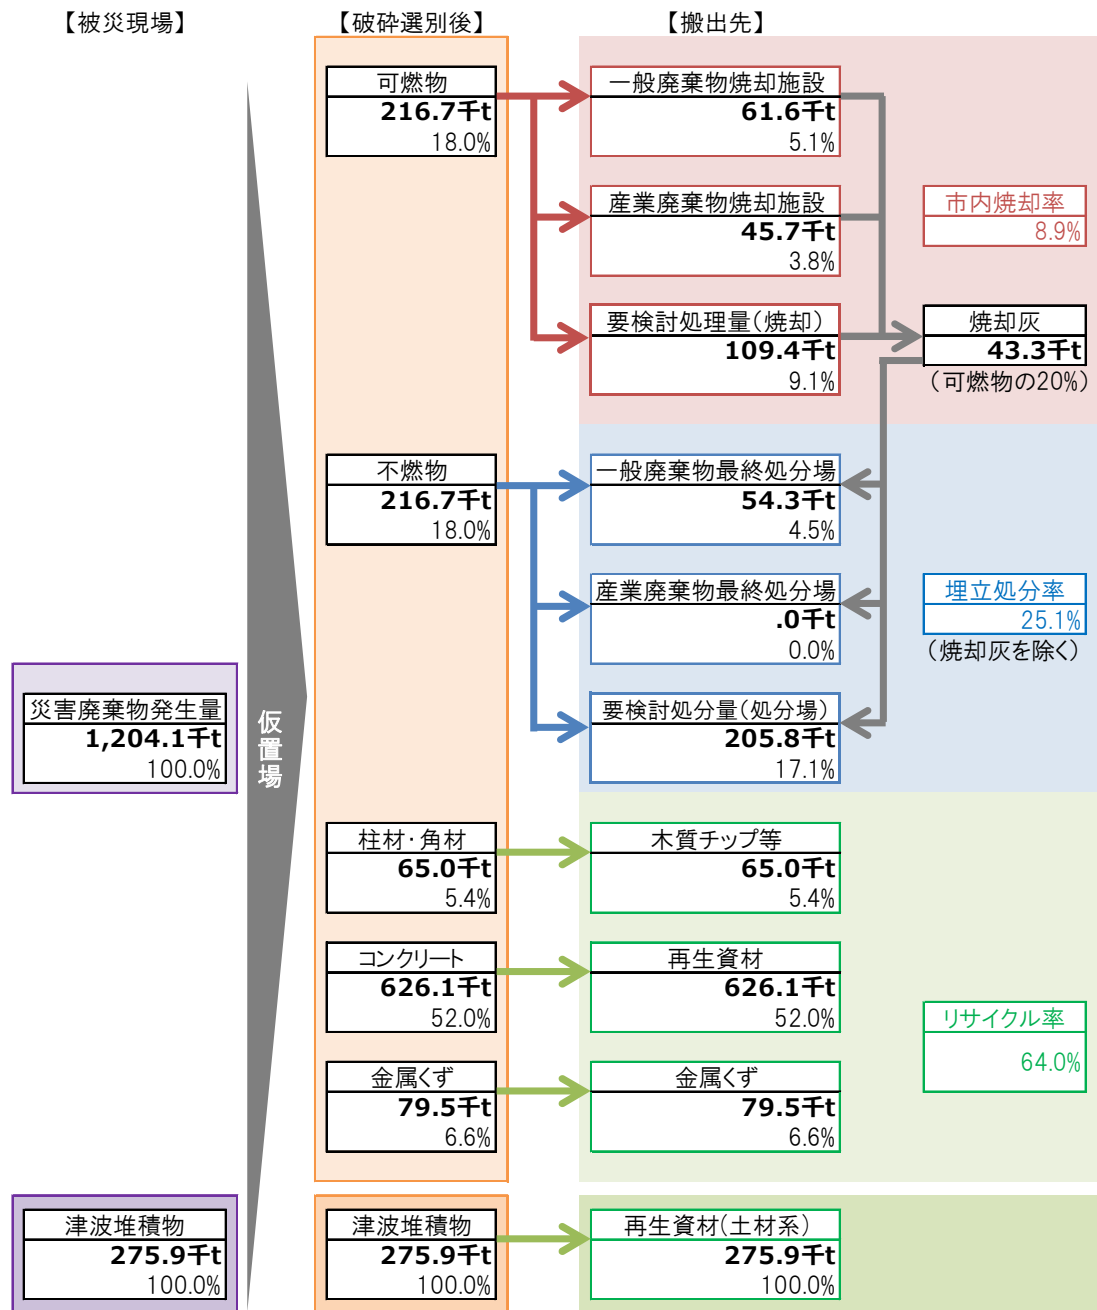 【被災現場】
【破砕選別後】
【搬出先】
可燃物
216.7千t
18.0%
一般廃棄物焼却施設
61.6千t
5.1%
産業廃棄物焼却施設
45.7千t
3.8%
市内焼却率
8.9%
要検討処理量(焼却)
109.4千t
9.1%
焼却灰
43.3千t
(可燃物の20%)
不燃物
216.7千t
18.0%
一般廃棄物最終処分場
54.3千t
4.5%
産業廃棄物最終処分場
.0千t
0.0%
埋立処分率
25.1%
(焼却灰を除く)
災害廃棄物発生量
1,204.1千t
100.0%
仮置場
要検討処分量(処分場)
205.8千t
17.1%
柱材・角材
65.0千t
5.4%
木質チップ等
65.0千t
5.4%
コンクリート
626.1千t
52.0%
再生資材
626.1千t
52.0%
リサイクル率
64.0%
金属くず
79.5千t
6.6%
金属くず
79.5千t
6.6%
津波堆積物
275.9千t
100.0%
津波堆積物
275.9千t
100.0%
再生資材(土材系)
275.9千t
100.0%